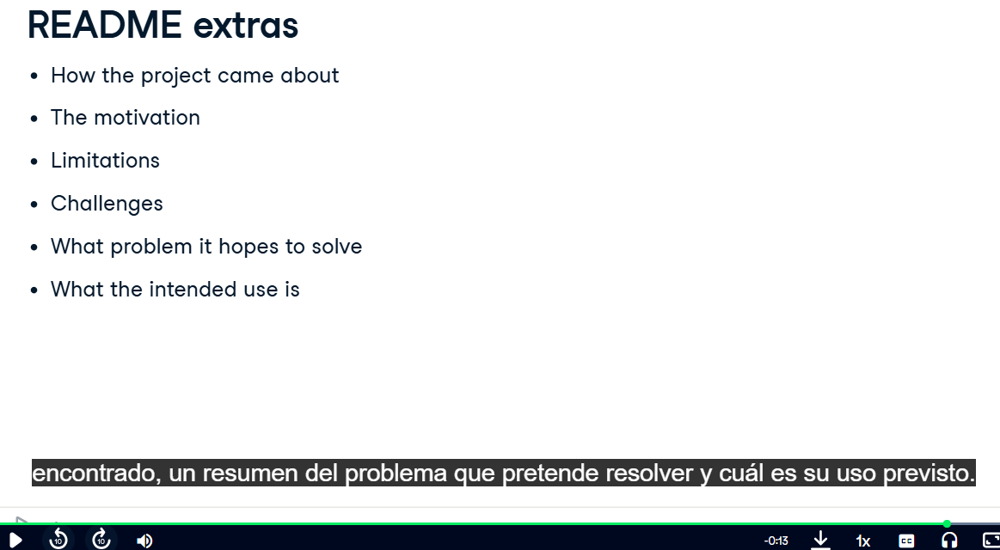 README extras
• How the project came about
• The motivation
• Limitations
• Challenges
• What problem it hopes to solve
• What the intended use is
encontrado, un resumen del problema que pretende resolver y cuál es su uso previsto.
10 10 -0:13 1x CC